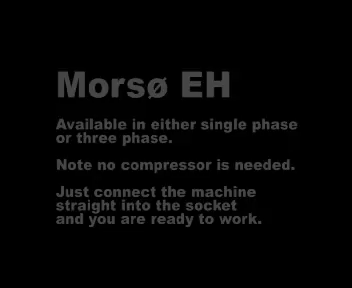 Morsø EH
Available in either single phase
or three phase.
Note no compressor is needed.
Just connect the machine
straight into the socket
and you are ready to work.